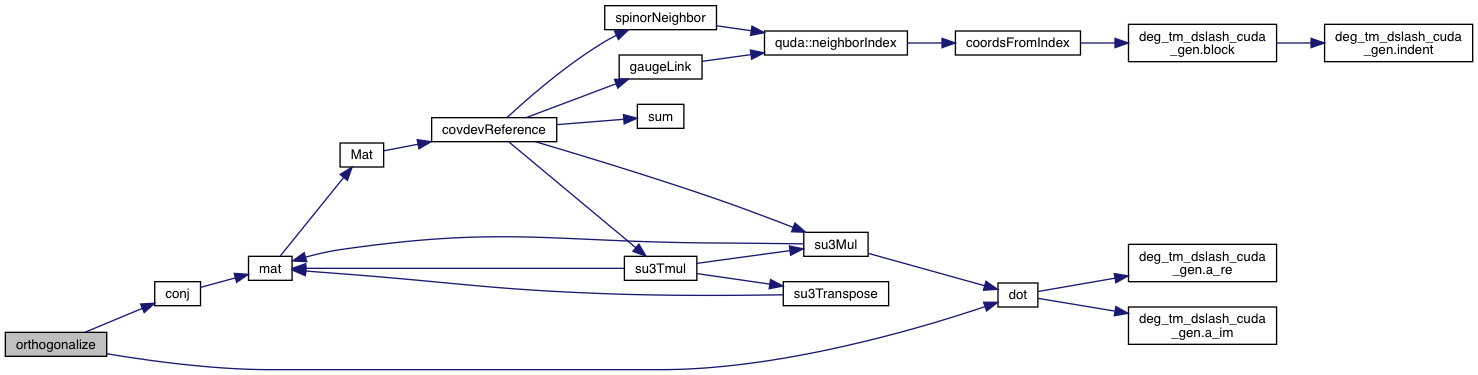 spinorNeighbor
quda::neighborIndex
coordsFromIndex
deg_tm_dslash_cuda
_gen.block
deg_tm_dslash_cuda
_gen.indent
gaugeLink
sum
covdevReference
Mat
su3Mul
mat
su3Tmul
su3Transpose
conj
dot
deg_tm_dslash_cuda
_gen.a_re
deg_tm_dslash_cuda
_gen.a_im
orthogonalize